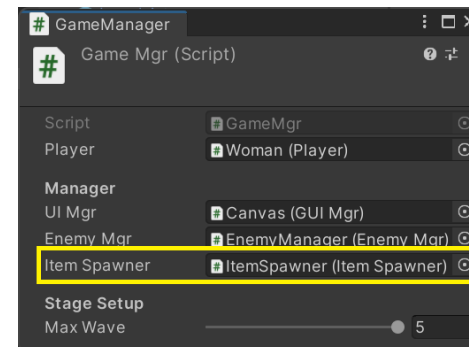 # GameManager
# Game Mgr (Script)
Script # GameMgr
Player # Woman (Player)
Manager
UI Mgr # Canvas (GUI Mgr)
Enemy Mgr # EnemyManager (Enemy Mgr)
Item Spawner # ItemSpawner (Item Spawner)
Stage Setup
Max Wave 5